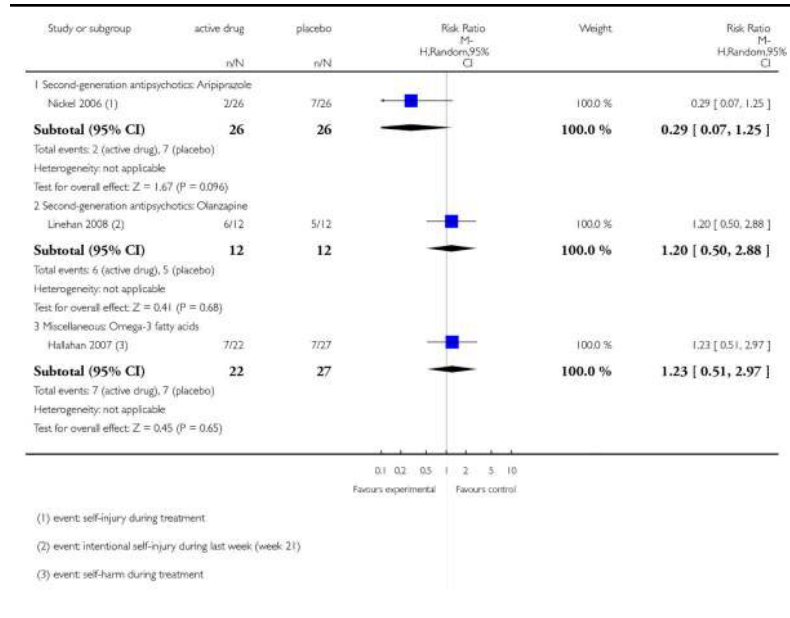 Study or subgroup active drug placebo Risk Ratio Weight Risk Ratio
M- M-
H,Random,95% H,Random,95%
n/N n/N CI CI
1 Second-generation antipsychotics: Aripiprazole
Nickel 2006 (1) 2/26 7/26 100.0 % 0.29 [ 0.07, 1.25 ]
Subtotal (95% CI) 26 26 100.0 % 0.29 [ 0.07, 1.25 ]
Total events: 2 (active drug), 7 (placebo)
Heterogeneity: not applicable
Test for overall effect: Z = 1.67 (P = 0.096)
2 Second-generation antipsychotics: Olanzapine
Linehan 2008 (2) 6/12 5/12 100.0 % 1.20 [ 0.50, 2.88 ]
Subtotal (95% CI) 12 12 100.0 % 1.20 [ 0.50, 2.88 ]
Total events: 6 (active drug), 5 (placebo)
Heterogeneity: not applicable
Test for overall effect: Z = 0.41 (P = 0.68)
3 Miscellaneous: Omega-3 fatty acids
Hallahan 2007 (3) 7/22 7/27 100.0 % 1.23 [ 0.51, 2.97 ]
Subtotal (95% CI) 22 27 100.0 % 1.23 [ 0.51, 2.97 ]
Total events: 7 (active drug), 7 (placebo)
Heterogeneity: not applicable
Test for overall effect: Z = 0.45 (P = 0.65)
0.1 0.2 0.5 1 2 5 10
Favours experimental Favours control
(1) event: self-injury during treatment
(2) event: intentional self-injury during last week (week 21)
(3) event: self-harm during treatment